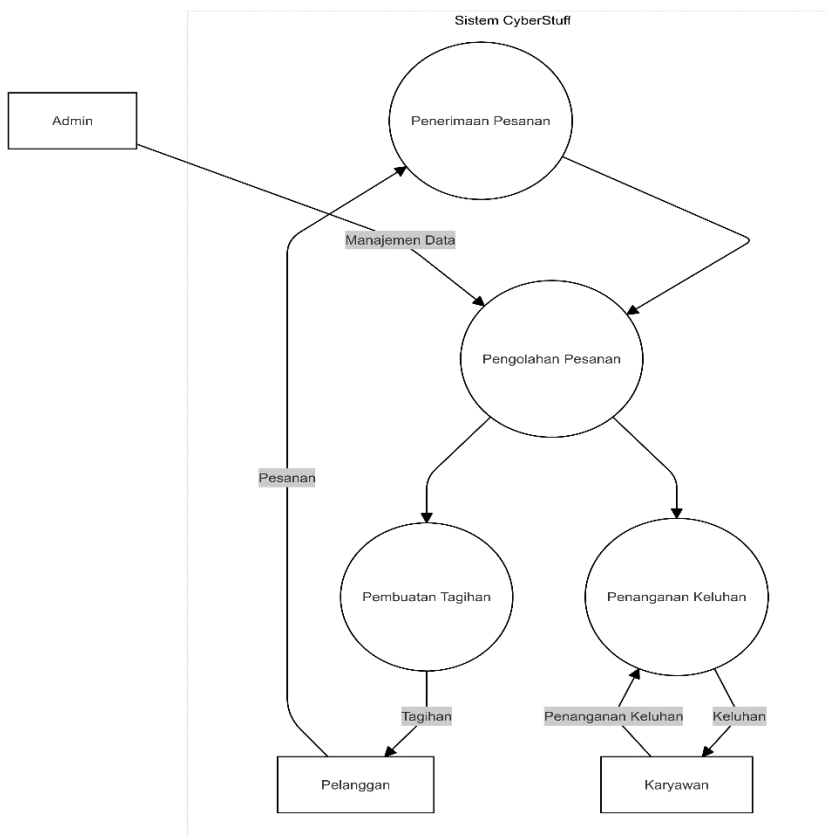 Sistem CyberStuff
Admin
Penerimaan Pesanan
Manajemen Data
Pengolahan Pesanan
Pesanan
Pembuatan Tagihan
Penanganan Keluhan
Tagihan
Penanganan Keluhan
Keluhan
Pelanggan
Karyawan